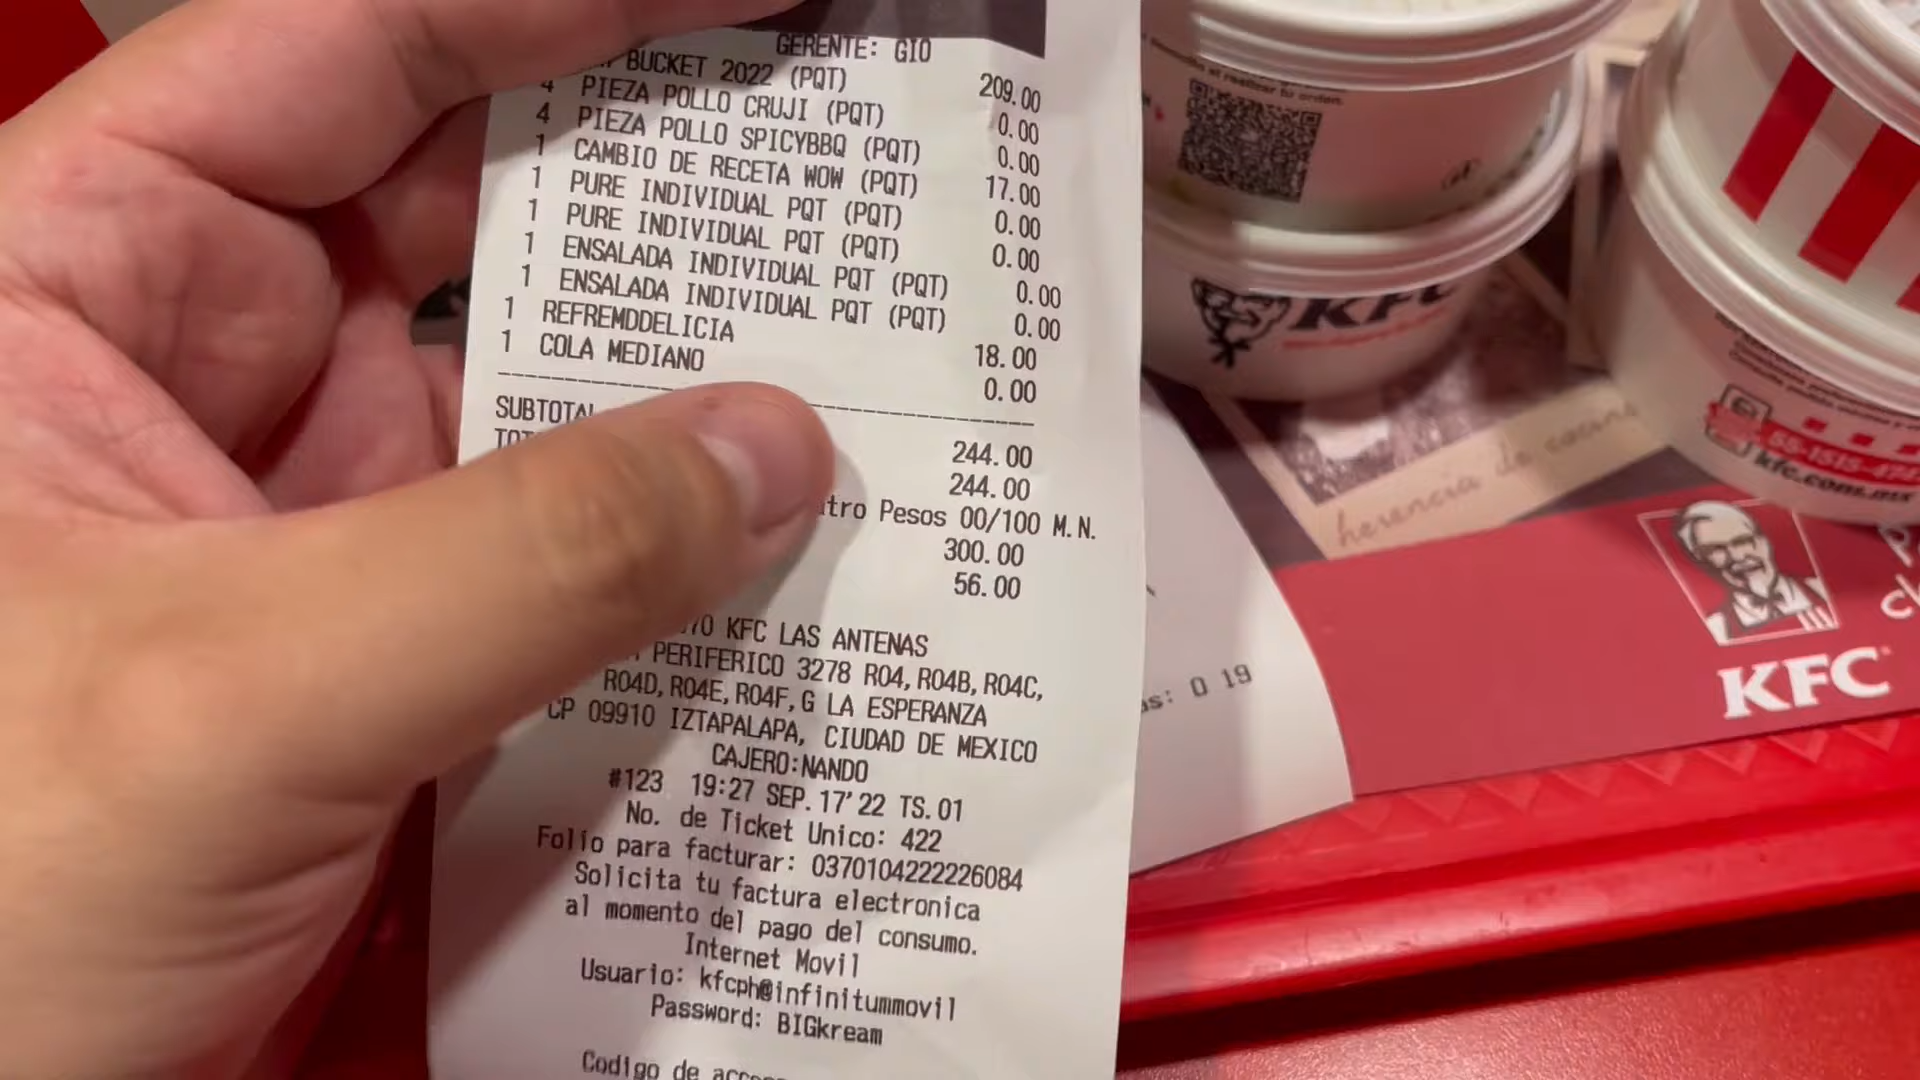 GERENTE: GIO
BUCKET 2022 (PQT) 209.00
4 PIEZA POLLO CRUJI (PQT) 0.00
4 PIEZA POLLO SPICYBBQ (PQT) 0.00
1 CAMBIO DE RECETA WOW (PQT) 17.00
1 PURE INDIVIDUAL PQT (PQT) 0.00
1 PURE INDIVIDUAL PQT (PQT) 0.00
1 ENSALADA INDIVIDUAL PQT (PQT) 0.00
1 ENSALADA INDIVIDUAL PQT (PQT) 0.00
1 REFREMDDELICIA 18.00
1 COLA MEDIANO 0.00
SUBTOTAL 244.00
244.00
Pesos 00/100 M.N.
300.00
56.00
KFC LAS ANTENAS
PERIFERICO 3278 R04, R04B, R04C,
R04D, R04E, R04F, G LA ESPERANZA
CP 09910 IZTAPALAPA, CIUDAD DE MEXICO
CAJERO:NANDO
#123 19:27 SEP.17'22 TS.01
No. de Ticket Unico: 422
Folio para facturar: 0370104222226084
Solicita tu factura electronica
al momento del pago del consumo.
Internet Movil
Usuario: kfcph@infinitummovil
Password: BIGkream
Codigo de
KFC
herencia de
kfc.com.mx
KFC
0 19